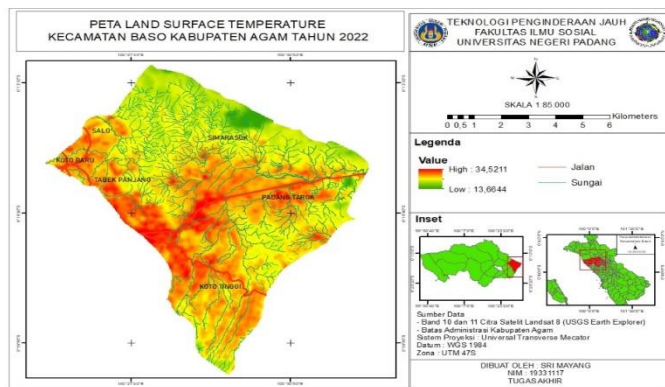 PETA LAND SURFACE TEMPERATURE
KECAMATAN BASO KABUPATEN AGAM TAHUN 2022
SALO
SIMARASOK
KOTO BARU
TABEK PANJANG
PADANG TAROK
KOTO TINGGI
TEKNOLOGI PENGINDERAAN JAUH
FAKULTAS ILMU SOSIAL
UNIVERSITAS NEGERI PADANG
SKALA 1:85.000
0 0,5 1 2 3 4 5 6
Kilometers
Legenda
Value
High : 34,5211
Low : 13,6644
Jalan
Sungai
Inset
Sumber Data
- Band 10 dan 11 Citra Satelit Landsat 8 (USGS Earth Explorer)
- Batas Administrasi Kabupaten Agam
Sistem Proyeksi : Universal Transverse Mercator
Datum : WGS 1984
Zona : UTM 47S
DIBUAT OLEH : SRI MAYANG
NIM : 19331117
TUGAS AKHIR